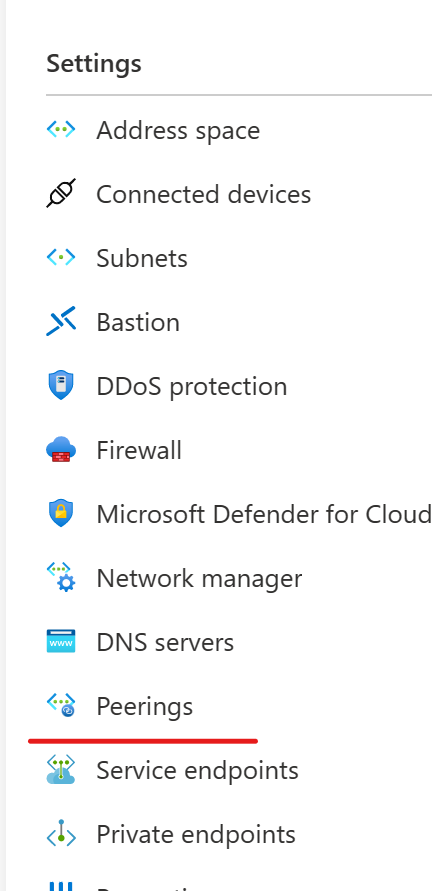 Settings
Address space
Connected devices
Subnets
Bastion
DDoS protection
Firewall
Microsoft Defender for Cloud
Network manager
www
DNS servers
Peerings
Service endpoints
Private endpoints